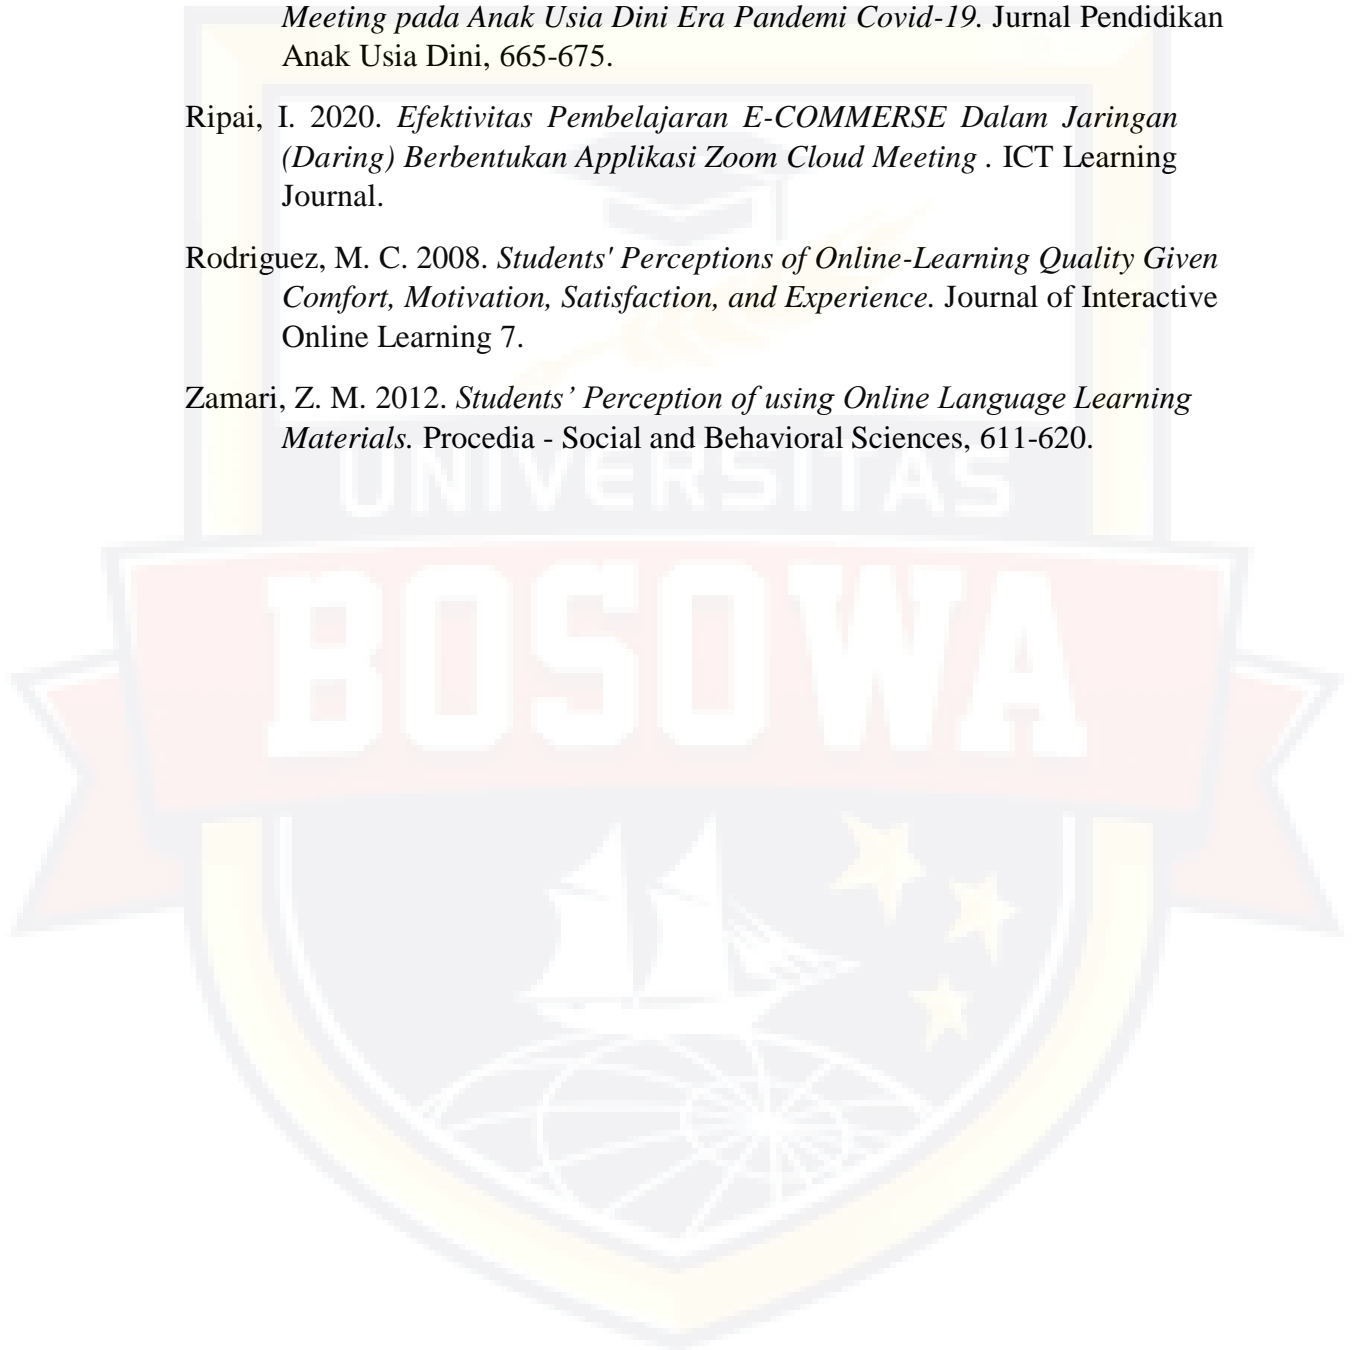 Meeting pada Anak Usia Dini Era Pandemi Covid-19. Jurnal Pendidikan
Anak Usia Dini, 665-675.
Ripai, I. 2020. Efektivitas Pembelajaran E-COMMERSE Dalam Jaringan
(Daring) Berbentukan Applikasi Zoom Cloud Meeting . ICT Learning
Journal.
Rodriguez, M. C. 2008. Students' Perceptions of Online-Learning Quality Given
Comfort, Motivation, Satisfaction, and Experience. Journal of Interactive
Online Learning 7.
Zamari, Z. M. 2012. Students’ Perception of using Online Language Learning
Materials. Procedia - Social and Behavioral Sciences, 611-620.
UNIVERSITAS
BOSOWA